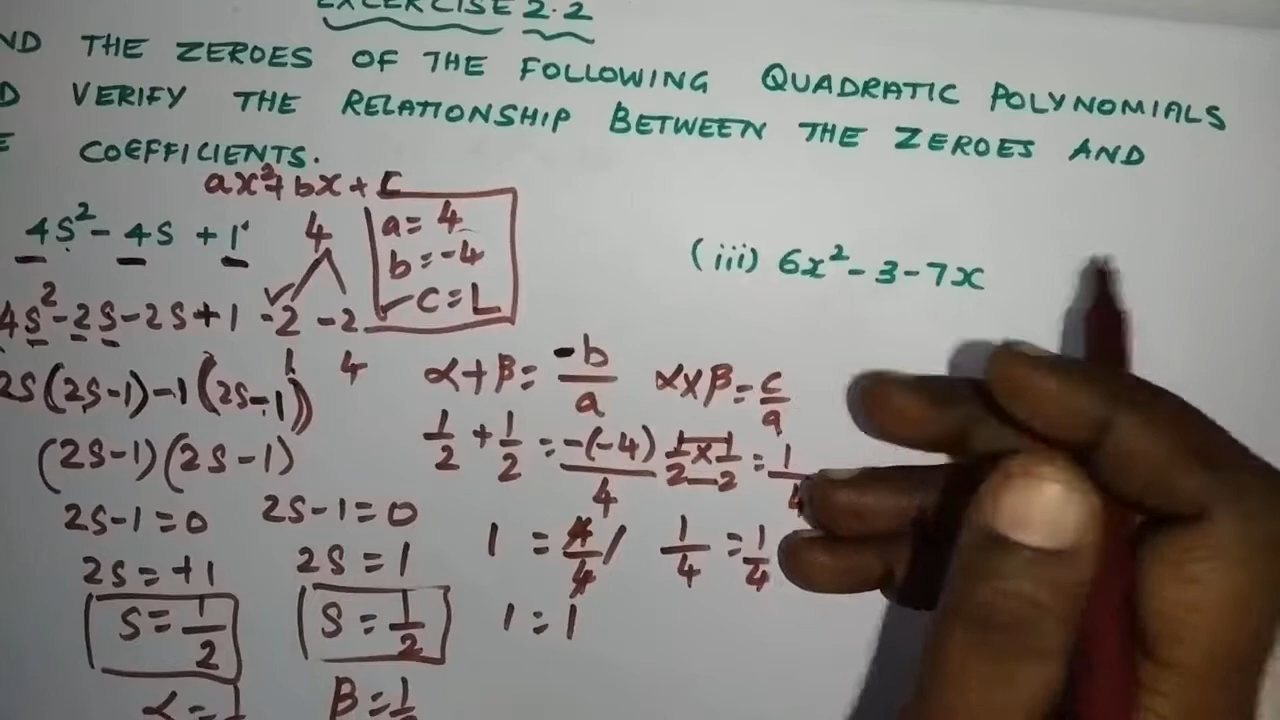 EXCERCISE 2.2
ND THE ZEROES OF THE FOLLOWING QUADRATIC POLYNOMIALS
D VERIFY THE RELATIONSHIP BETWEEN THE ZEROES AND
E COEFFICIENTS.
ax²+bx+c
4s²-4s+1
4
a=4
b=-4
c=1
4s²-2s-2s+1
-2 -2
1 4
2s(2s-1)-1(2s-1)
(2s-1)(2s-1)
2s-1=0 2s-1=0
2s=+1 2s=1
s=1/2 s=1/2
β=1/2
α+β=-b/a α×β=c/a
1/2+1/2=-(-4)/4 1/2×1/2=1/4
1=4/4 1/4=1/4
1=1
(iii) 6x²-3-7x